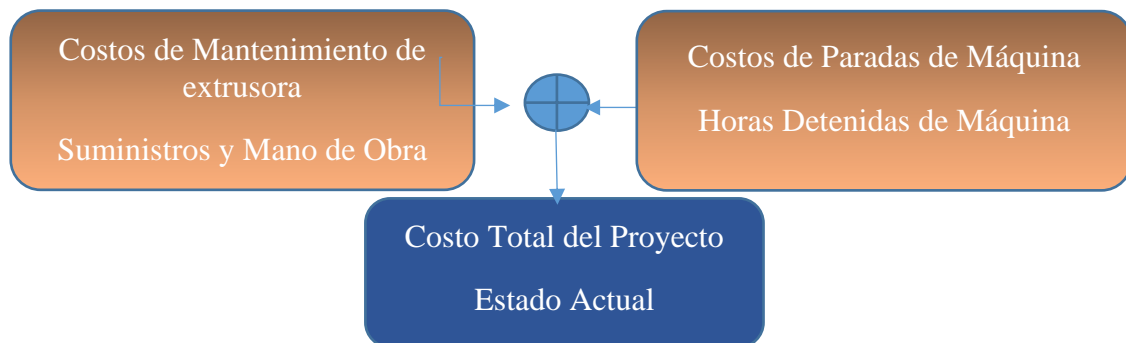 Costos de Mantenimiento de
extrusora
Suministros y Mano de Obra
Costos de Paradas de Máquina
Horas Detenidas de Máquina
Costo Total del Proyecto
Estado Actual